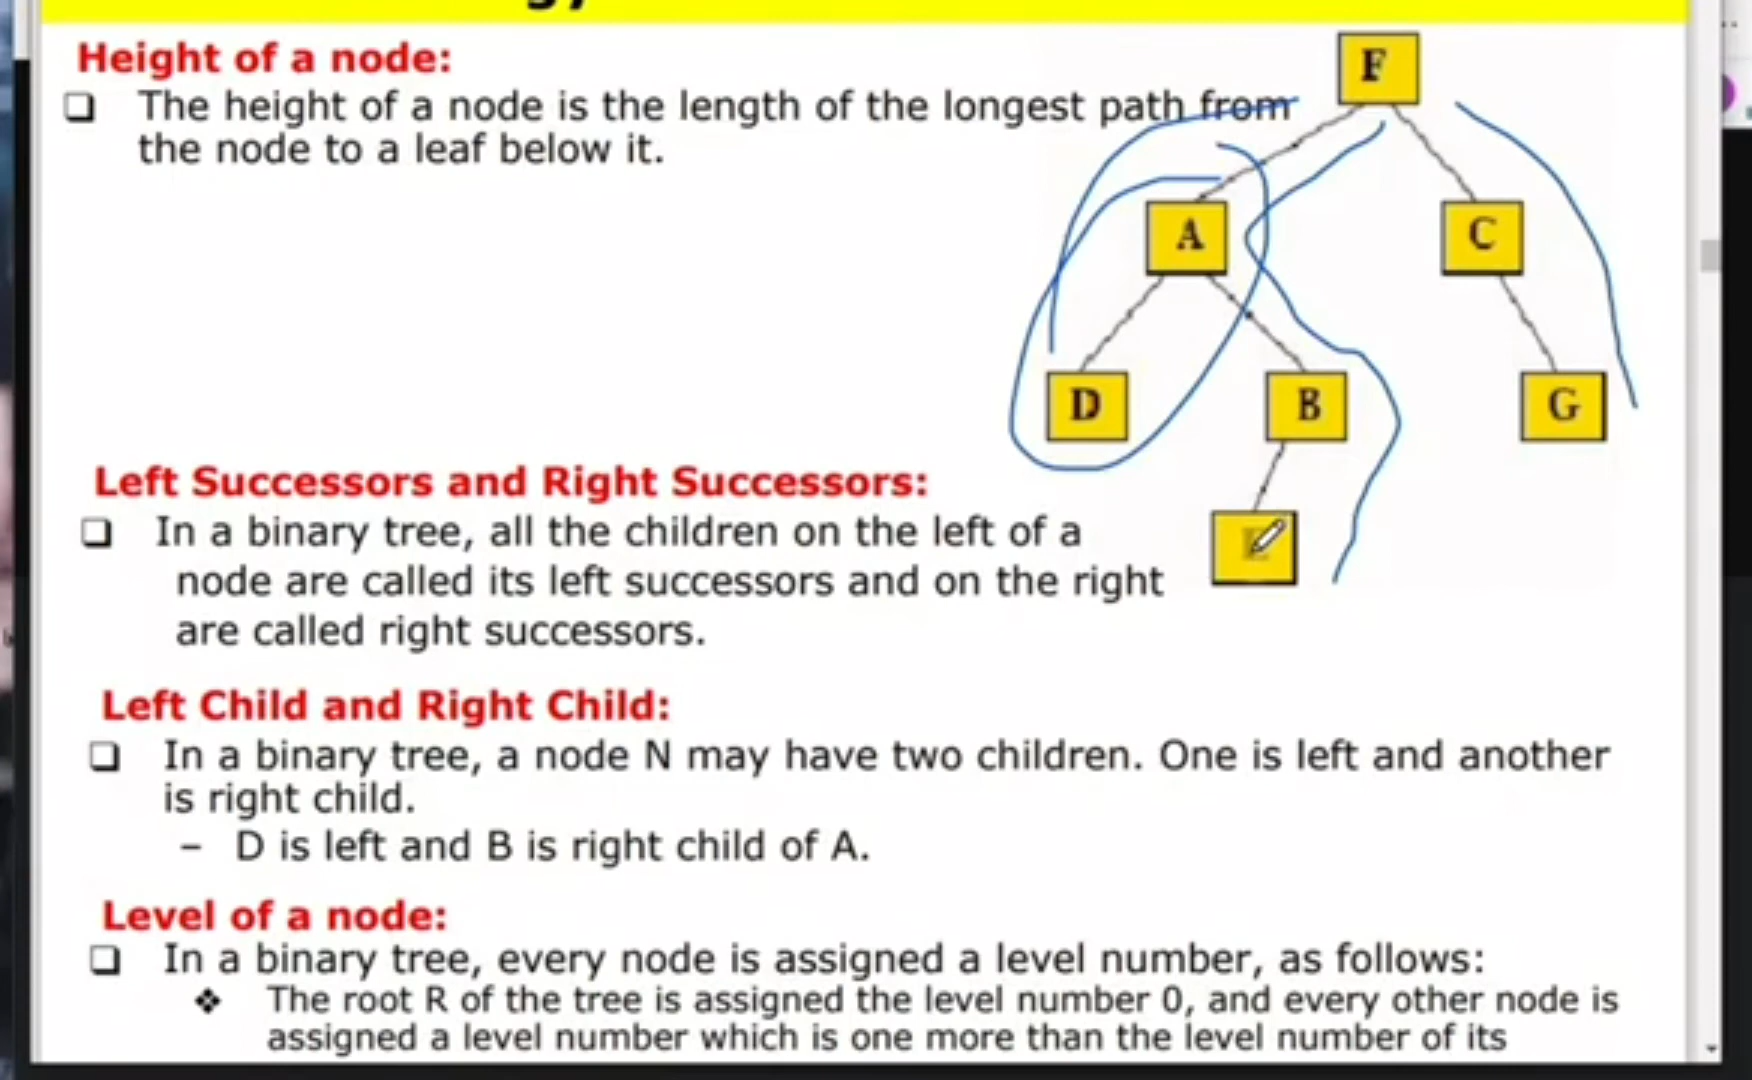 Height of a node:
❑ The height of a node is the length of the longest path from
the node to a leaf below it.
F
A
C
D
B
G
Left Successors and Right Successors:
❑ In a binary tree, all the children on the left of a
node are called its left successors and on the right
are called right successors.
Left Child and Right Child:
❑ In a binary tree, a node N may have two children. One is left and another
is right child.
– D is left and B is right child of A.
Level of a node:
❑ In a binary tree, every node is assigned a level number, as follows:
❖ The root R of the tree is assigned the level number 0, and every other node is
assigned a level number which is one more than the level number of its